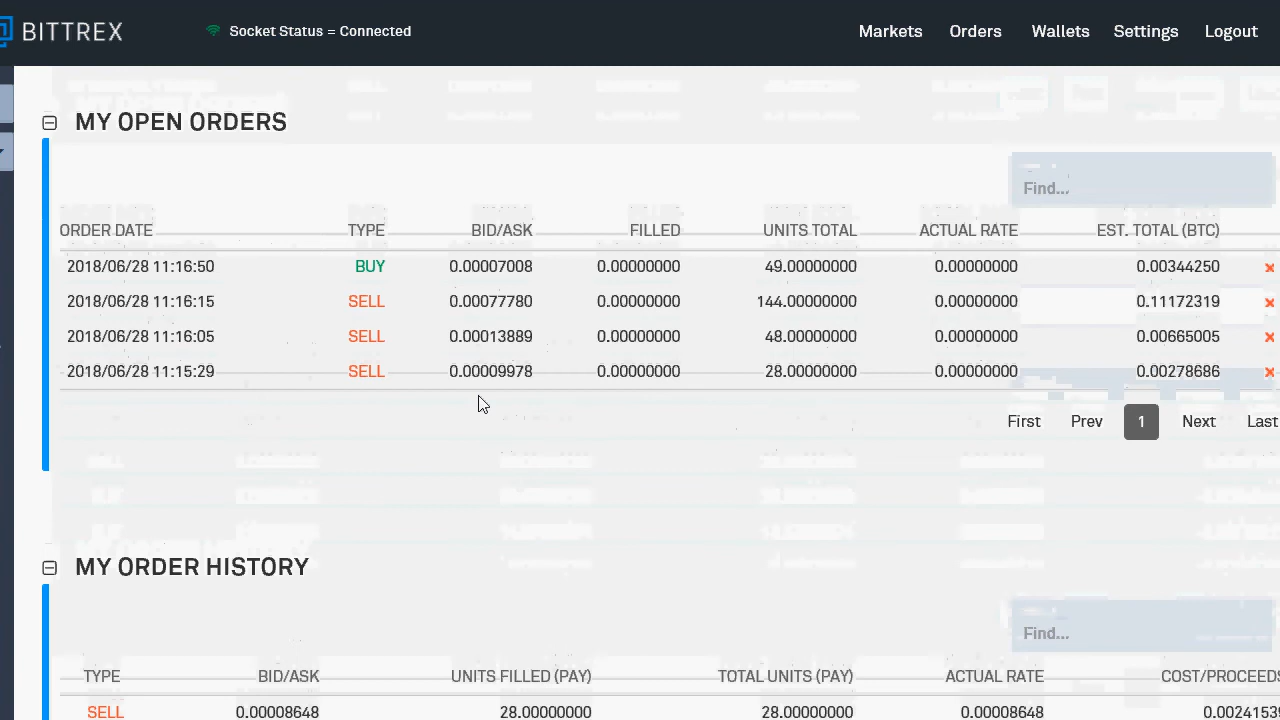 BITTREX Socket Status = Connected Markets Orders Wallets Settings Logout
MY OPEN ORDERS
Find...
ORDER DATE TYPE BID/ASK FILLED UNITS TOTAL ACTUAL RATE EST. TOTAL (BTC)
2018/06/28 11:16:50 BUY 0.00007008 0.00000000 49.00000000 0.00000000 0.00344250 ×
2018/06/28 11:16:15 SELL 0.00077780 0.00000000 144.00000000 0.00000000 0.11172319 ×
2018/06/28 11:16:05 SELL 0.00013889 0.00000000 48.00000000 0.00000000 0.00665005 ×
2018/06/28 11:15:29 SELL 0.00009978 0.00000000 28.00000000 0.00000000 0.00278686 ×
First Prev 1 Next Last
MY ORDER HISTORY
Find...
TYPE BID/ASK UNITS FILLED (PAY) TOTAL UNITS (PAY) ACTUAL RATE COST/PROCEEDS
SELL 0.00008648 28.00000000 28.00000000 0.00008648 0.0024153